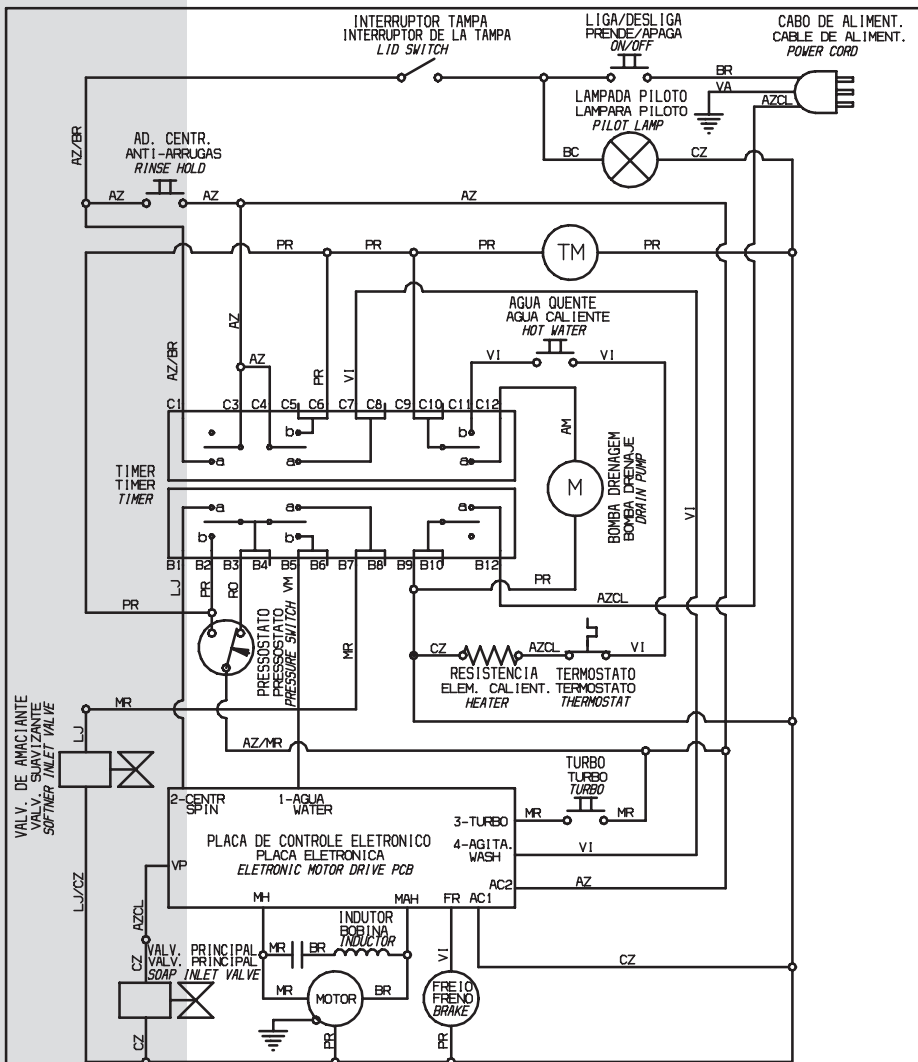 INTERRUPTOR TAMPA
INTERRUPTOR DE LA TAMPA
LID SWITCH
LIGA/DESLIGA
PRENDE/APAGA
ON/OFF
CABO DE ALIMENT.
CABLE DE ALIMENT.
POWER CORD
BR
VA
AZCL
LAMPADA PILOTO
LAMPARA PILOTO
PILOT LAMP
BC
CZ
AZ/BR
AD. CENTR.
ANTI-ARRUGAS
RINSE HOLD
AZ
AZ
AZ
PR
PR
PR
TM
PR
AZ
AZ
AZ/BR
PR
VI
AGUA QUENTE
AGUA CALIENTE
HOT WATER
VI
VI
C1
C3
C4
C5
C6
C7
C8
C9
C10
C11
C12
b
b
a
a
a
TIMER
TIMER
TIMER
AM
M
BOMBA DRENAGEM
BOMBA DRENAJE
DRAIN PUMP
VI
a
a
a
b
b
B1
B2
B3
B4
B5
B6
B7
B8
B9
B10
B12
LJ
PR
RO
VM
PR
AZCL
PR
PRESSOSTATO
PRESSOSTATO
PRESSURE SWITCH
MR
CZ
AZCL
VI
RESISTENCIA
ELEM. CALIENT.
HEATER
TERMOSTATO
TERMOSTATO
THERMOSTAT
MR
LJ
AZ/MR
VALV. DE AMACIANTE
VALV. SUAVIZANTE
SOFTNER INLET VALVE
TURBO
TURBO
TURBO
MR
MR
2-CENTR
SPIN
1-AGUA
WATER
3-TURBO
4-AGITA.
WASH
VI
PLACA DE CONTROLE ELETRONICO
PLACA ELETRONICA
ELETRONIC MOTOR DRIVE PCB
VP
AC2
AZ
MH
MAH
FR
AC1
LJ/CZ
AZCL
CZ
INDUTOR
BOBINA
INDUCTOR
MR
BR
VI
CZ
VALV. PRINCIPAL
VALV. PRINCIPAL
SOAP INLET VALVE
MR
MOTOR
BR
FREIO
FRENO
BRAKE
CZ
PR
PR